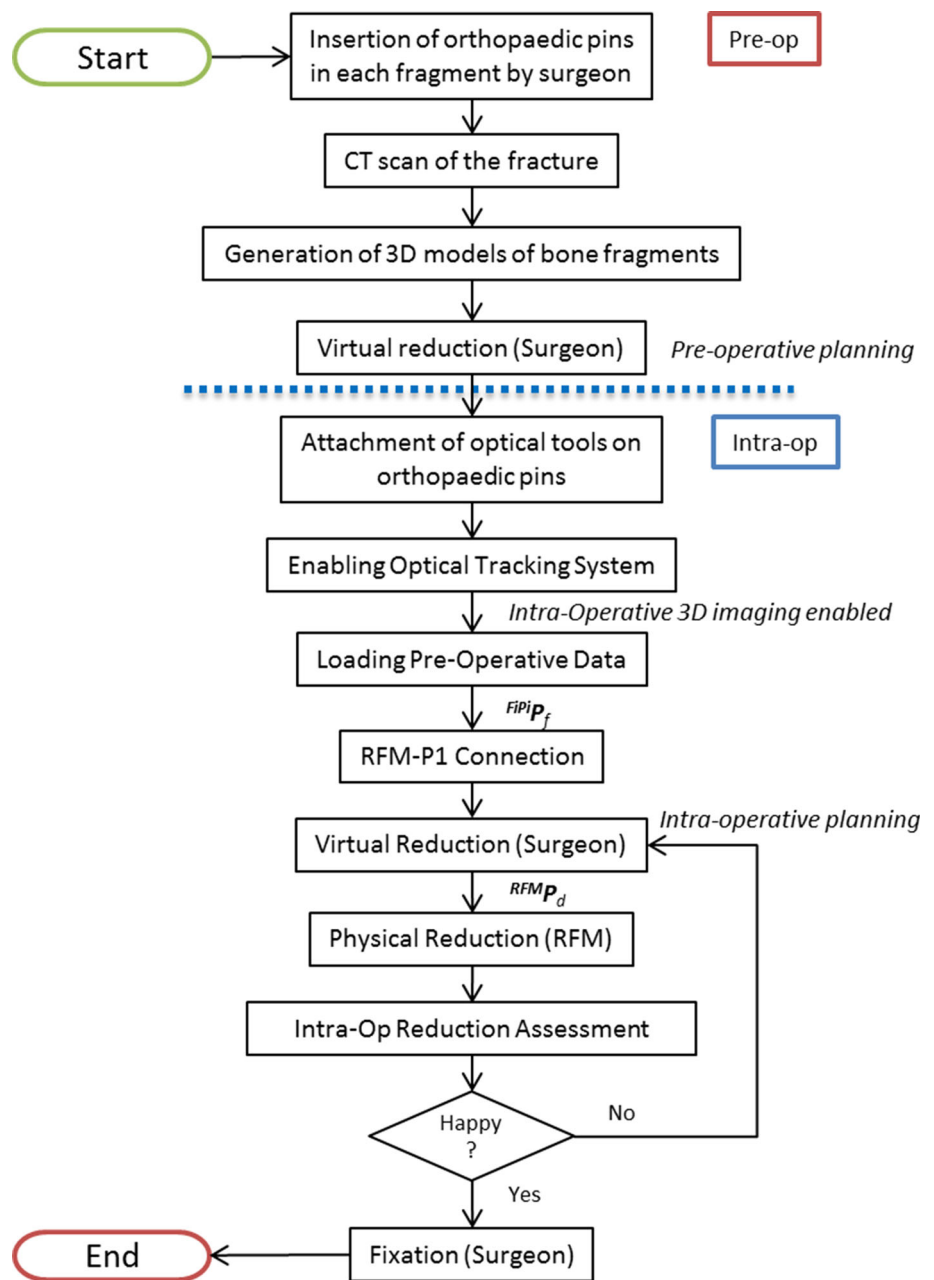 Start
Insertion of orthopaedic pins
in each fragment by surgeon
Pre-op
CT scan of the fracture
Generation of 3D models of bone fragments
Virtual reduction (Surgeon)
Pre-operative planning
Attachment of optical tools on
orthopaedic pins
Intra-op
Enabling Optical Tracking System
Intra-Operative 3D imaging enabled
Loading Pre-Operative Data
FiPiPf
RFM-P1 Connection
Intra-operative planning
Virtual Reduction (Surgeon)
RFMPd
Physical Reduction (RFM)
Intra-Op Reduction Assessment
Happy
?
No
Yes
Fixation (Surgeon)
End